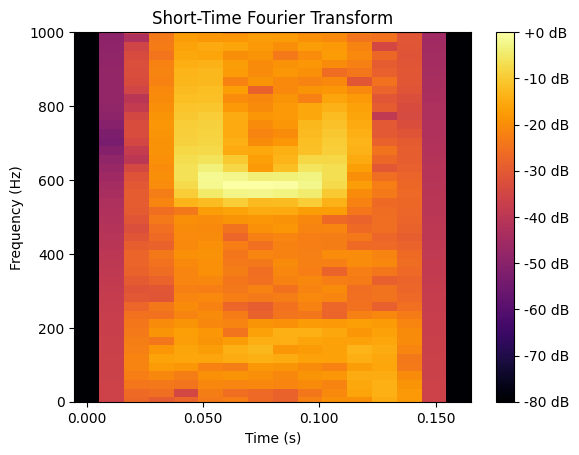 Short-Time Fourier Transform
1000
800
600
400
200
0
Frequency (Hz)
0.000 0.050 0.100 0.150
Time (s)
+0 dB
-10 dB
-20 dB
-30 dB
-40 dB
-50 dB
-60 dB
-70 dB
-80 dB